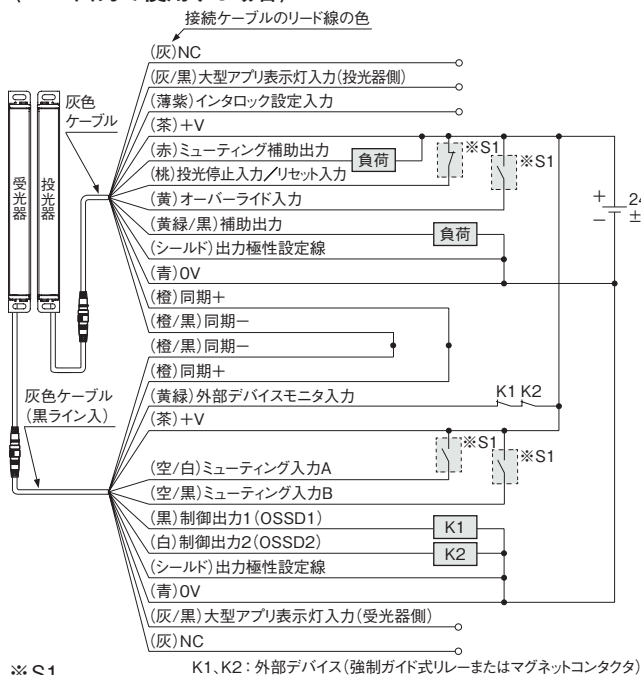 接続ケーブルのリード線の色
(灰)NC
(灰/黒)大型アプリ表示灯入力(投光器側)
(薄紫)インタロック設定入力
(茶)+V
(赤)ミューティング補助出力
負荷
※S1
※S1
(桃)投光停止入力/リセット入力
(黄)オーバーライド入力
(黄緑/黒)補助出力
負荷
(シールド)出力極性設定線
(青)0V
(橙)同期+
(橙/黒)同期-
(橙/黒)同期-
(橙)同期+
(黄緑)外部デバイスモニタ入力
K1 K2
(茶)+V
※S1
※S1
(空/白)ミューティング入力A
(空/黒)ミューティング入力B
(黒)制御出力1(OSSD1)
K1
(白)制御出力2(OSSD2)
K2
(シールド)出力極性設定線
(青)0V
(灰/黒)大型アプリ表示灯入力(受光器側)
(灰)NC
灰色
ケーブル
受光器
投光器
灰色ケーブル
(黒ライン入)
+
-
※S1
K1、K2:外部デバイス(強制ガイド式リレーまたはマグネットコンタクタ)